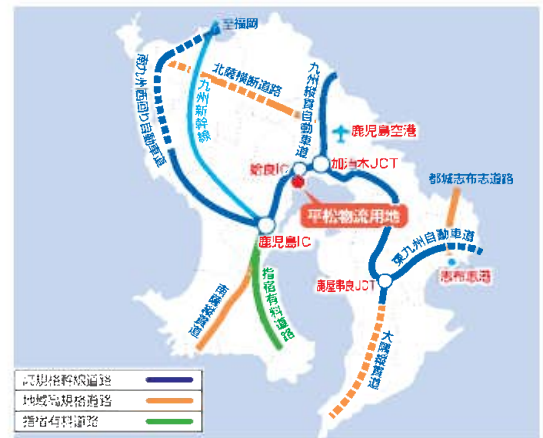 至福岡
南九州西回り自動車道
北薩横断道路
九州新幹線
九州縦貫自動車道
鹿児島空港
加治木JCT
姶良IC
平松物流用地
都城志布志道路
鹿児島IC
東九州自動車道
志布志港
鹿屋串良JCT
南薩縦貫道
指宿有料道路
大隅縦貫道
高規格幹線道路
地域高規格道路
指宿有料道路